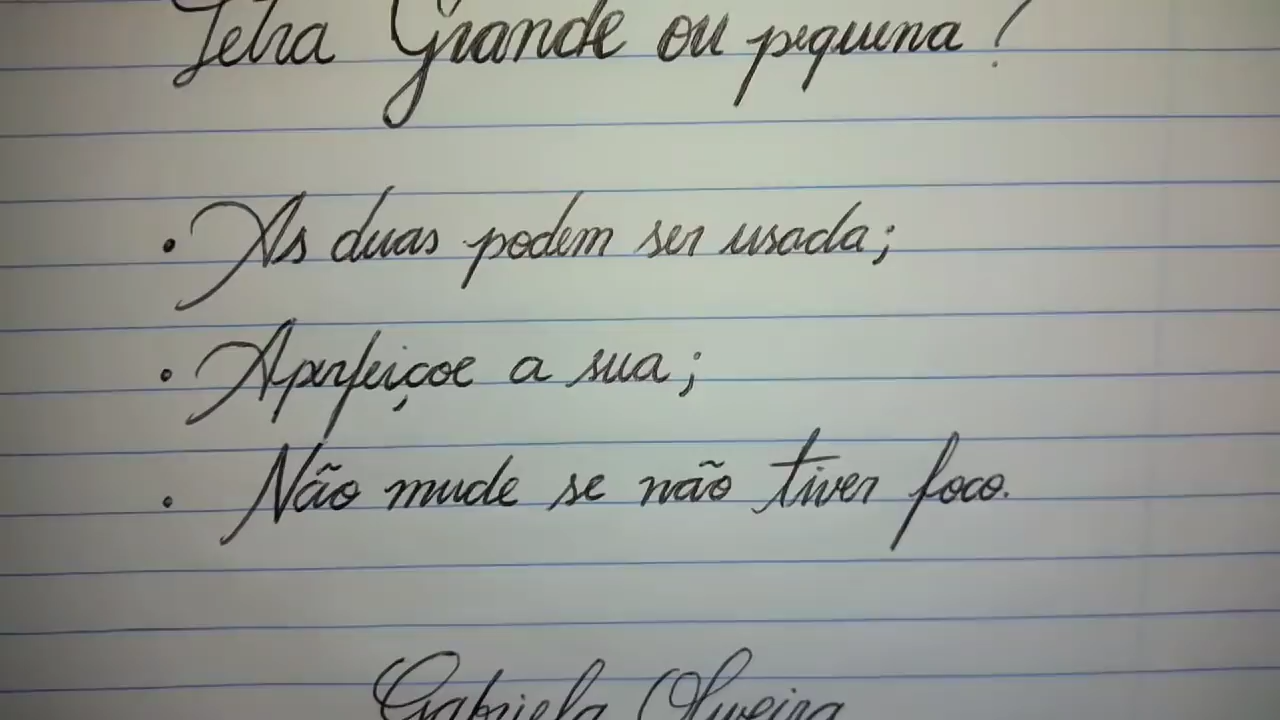 Letra Grande ou pequena?
• As duas podem ser usada;
• Aperfeiçoe a sua;
• Não mude se não tiver foco.
Gabriela Oliveira